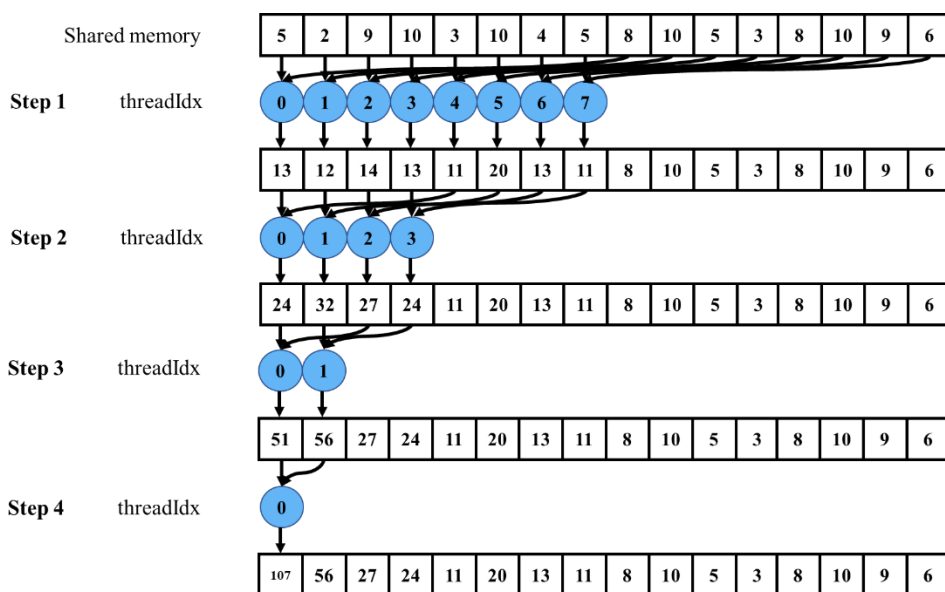 Shared memory 5 2 9 10 3 10 4 5 8 10 5 3 8 10 9 6
Step 1 threadIdx 0 1 2 3 4 5 6 7
13 12 14 13 11 20 13 11 8 10 5 3 8 10 9 6
Step 2 threadIdx 0 1 2 3
24 32 27 24 11 20 13 11 8 10 5 3 8 10 9 6
Step 3 threadIdx 0 1
51 56 27 24 11 20 13 11 8 10 5 3 8 10 9 6
Step 4 threadIdx 0
107 56 27 24 11 20 13 11 8 10 5 3 8 10 9 6